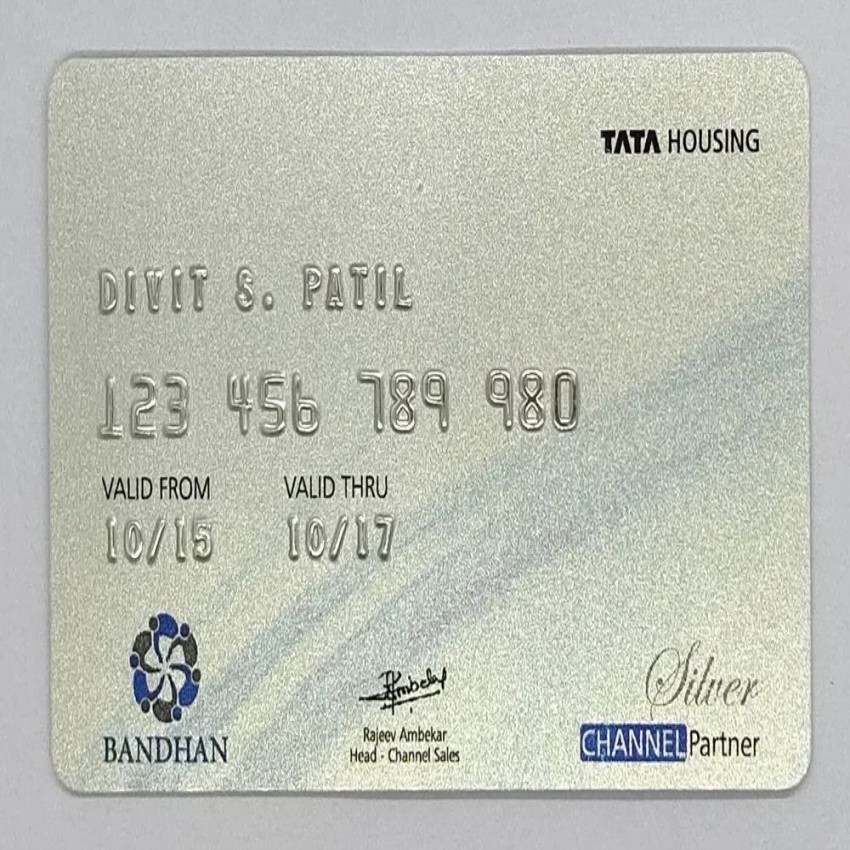 TATA HOUSING
DIVIT S. PATIL
123 456 789 980
VALID FROM VALID THRU
10/15 10/17
BANDHAN
Rajeev Ambekar
Head - Channel Sales
Silver
CHANNEL Partner